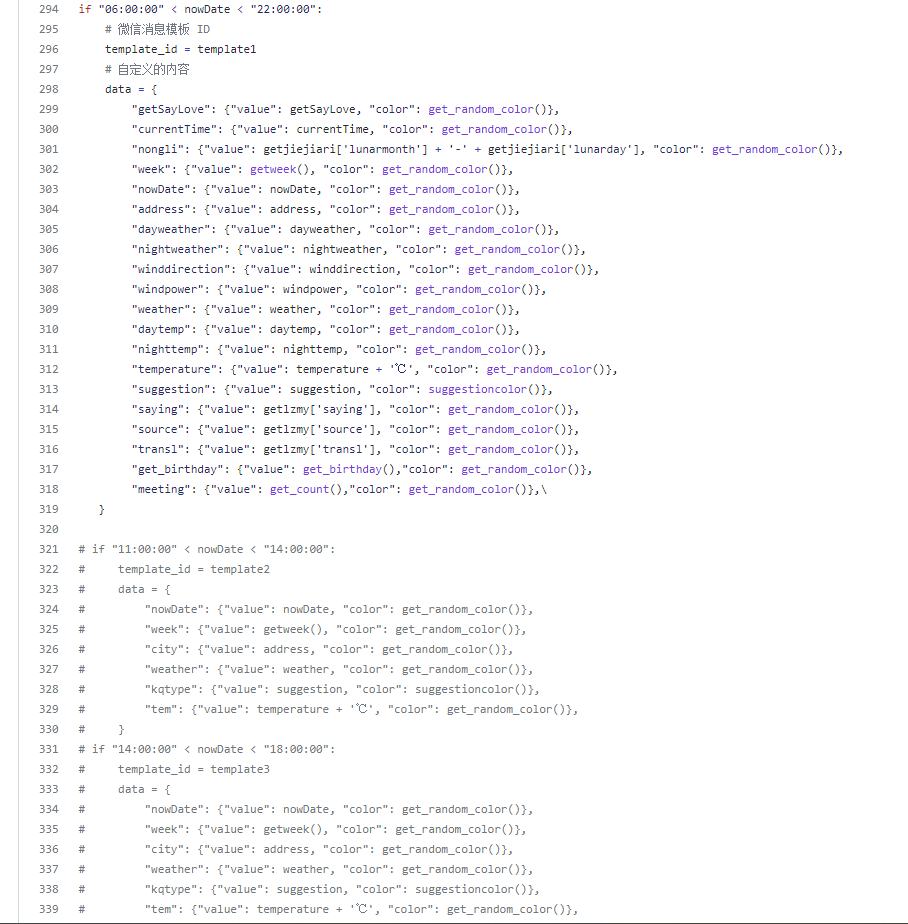 294 if "06:00:00" < nowDate < "22:00:00":
295 # 微信消息模板 ID
296 template_id = template1
297 # 自定义的内容
298 data = {
299 "getSayLove": {"value": getSayLove, "color": get_random_color()},
300 "currentTime": {"value": currentTime, "color": get_random_color()},
301 "nongli": {"value": getjiejiari['lunarmonth'] + '-' + getjiejiari['lunarday'], "color": get_random_color()},
302 "week": {"value": getweek(), "color": get_random_color()},
303 "nowDate": {"value": nowDate, "color": get_random_color()},
304 "address": {"value": address, "color": get_random_color()},
305 "dayweather": {"value": dayweather, "color": get_random_color()},
306 "nightweather": {"value": nightweather, "color": get_random_color()},
307 "winddirection": {"value": winddirection, "color": get_random_color()},
308 "windpower": {"value": windpower, "color": get_random_color()},
309 "weather": {"value": weather, "color": get_random_color()},
310 "daytemp": {"value": daytemp, "color": get_random_color()},
311 "nighttemp": {"value": nighttemp, "color": get_random_color()},
312 "temperature": {"value": temperature + '℃', "color": get_random_color()},
313 "suggestion": {"value": suggestion, "color": suggestioncolor()},
314 "saying": {"value": getlzmy['saying'], "color": get_random_color()},
315 "source": {"value": getlzmy['source'], "color": get_random_color()},
316 "transl": {"value": getlzmy['transl'], "color": get_random_color()},
317 "get_birthday": {"value": get_birthday(),"color": get_random_color()},
318 "meeting": {"value": get_count(),"color": get_random_color()},\
319 }
320
321 # if "11:00:00" < nowDate < "14:00:00":
322 # template_id = template2
323 # data = {
324 # "nowDate": {"value": nowDate, "color": get_random_color()},
325 # "week": {"value": getweek(), "color": get_random_color()},
326 # "city": {"value": address, "color": get_random_color()},
327 # "weather": {"value": weather, "color": get_random_color()},
328 # "kqtype": {"value": suggestion, "color": suggestioncolor()},
329 # "tem": {"value": temperature + '℃', "color": get_random_color()},
330 # }
331 # if "14:00:00" < nowDate < "18:00:00":
332 # template_id = template3
333 # data = {
334 # "nowDate": {"value": nowDate, "color": get_random_color()},
335 # "week": {"value": getweek(), "color": get_random_color()},
336 # "city": {"value": address, "color": get_random_color()},
337 # "weather": {"value": weather, "color": get_random_color()},
338 # "kqtype": {"value": suggestion, "color": suggestioncolor()},
339 # "tem": {"value": temperature + '℃', "color": get_random_color()},